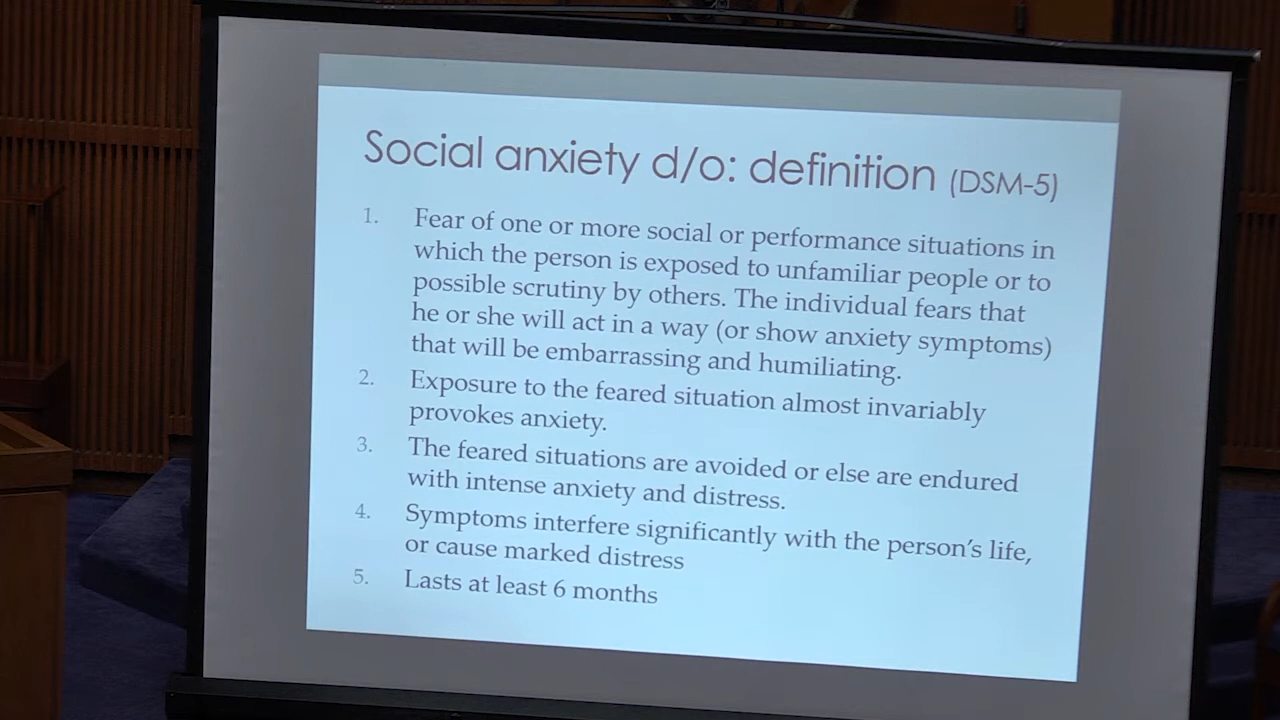 Social anxiety d/o: definition (DSM-5)
1. Fear of one or more social or performance situations in
which the person is exposed to unfamiliar people or to
possible scrutiny by others. The individual fears that
he or she will act in a way (or show anxiety symptoms)
that will be embarrassing and humiliating.
2. Exposure to the feared situation almost invariably
provokes anxiety.
3. The feared situations are avoided or else are endured
with intense anxiety and distress.
4. Symptoms interfere significantly with the person's life,
or cause marked distress
5. Lasts at least 6 months